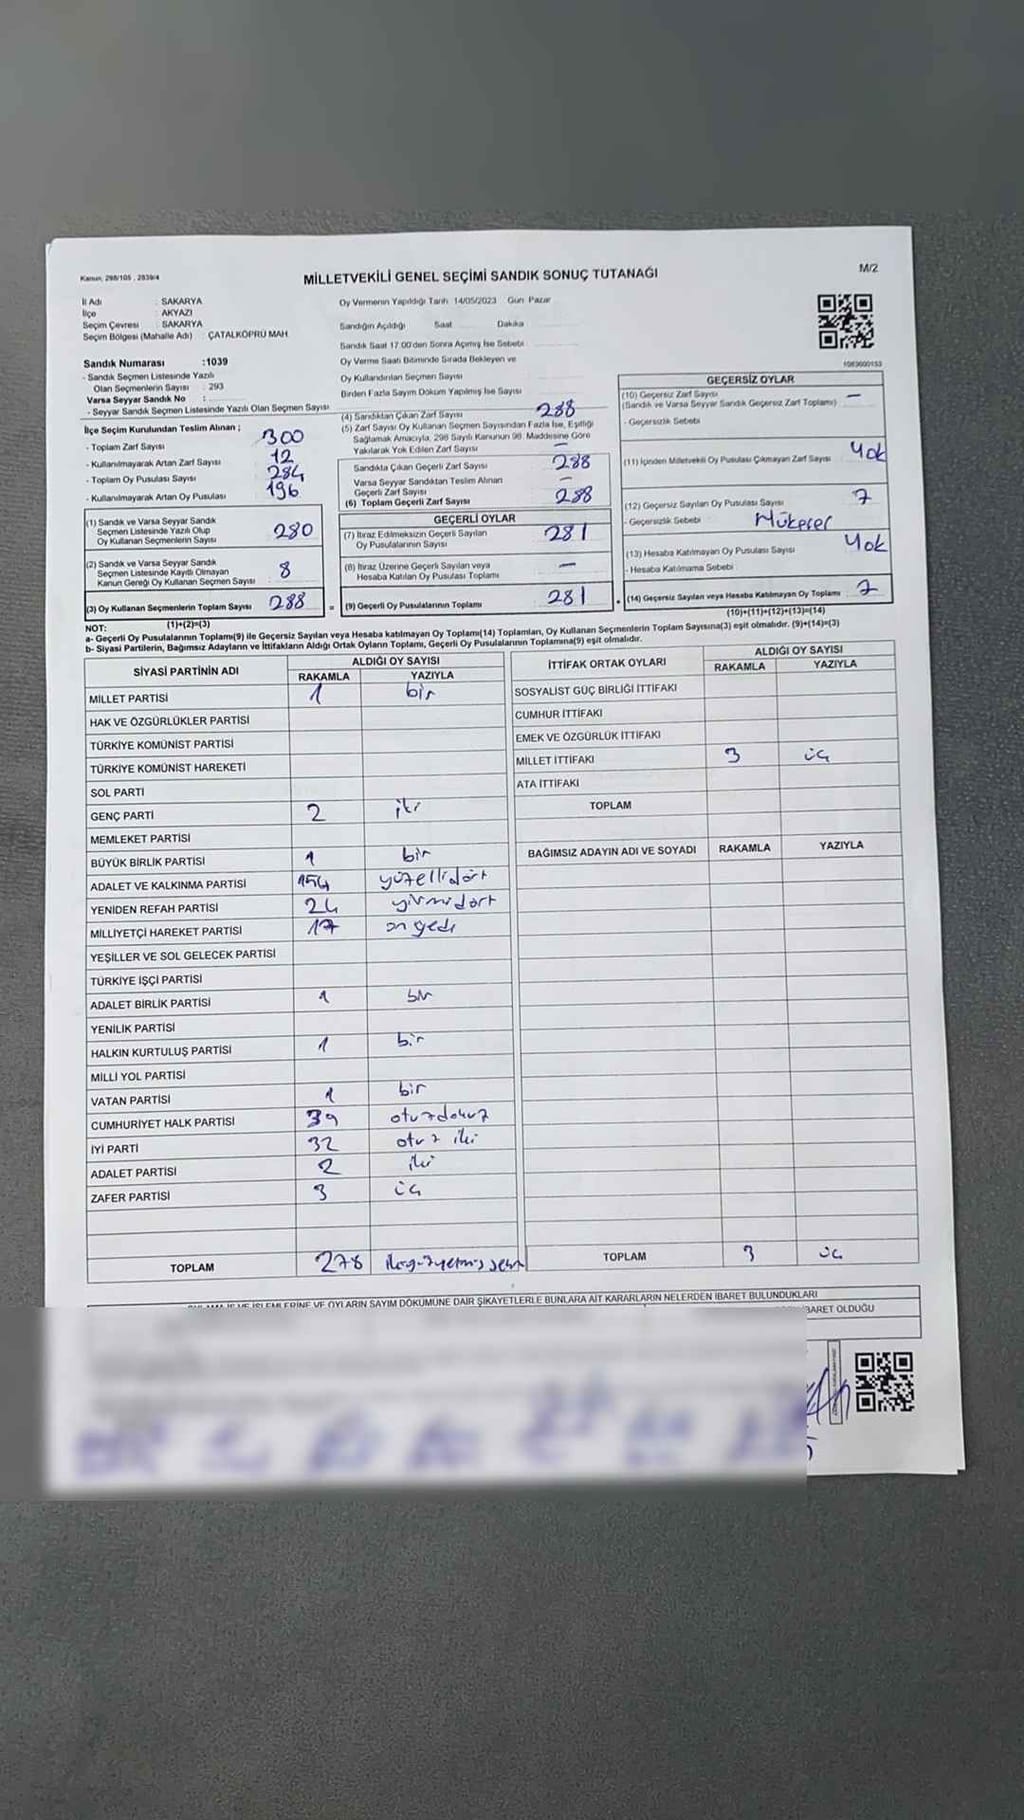 Kanun, 298/105 , 2839/4
MİLLETVEKİLİ GENEL SEÇİMİ SANDIK SONUÇ TUTANAĞI
M/2
İl Adı : SAKARYA
İlçe : AKYAZI
Seçim Çevresi : SAKARYA
Seçim Bölgesi (Mahalle Adı) : ÇATALKÖPRÜ MAH.
Oy Vermenin Yapıldığı Tarih 14/05/2023 Gün Pazar
Sandığın Açıldığı Saat Dakika
Sandık Saat 17:00'den Sonra Açımış İse Sebebi
Sandık Numarası :1039
- Sandık Seçmen Listesinde Yazılı
Olan Seçmenlerin Sayısı : 293
Varsa Seyyar Sandık No :
- Seyyar Sandık Seçmen Listesinde Yazılı Olan Seçmen Sayısı
Oy Verme Saati Bitiminde Sırada Bekleyen ve
Oy Kullandırılan Seçmen Sayısı
Birden Fazla Sayım Döküm Yapılmış İse Sayısı
İlçe Seçim Kurulundan Teslim Alınan ;
- Toplam Zarf Sayısı 300
- Kullanılmayarak Artan Zarf Sayısı 12
- Toplam Oy Pusulası Sayısı 284
- Kullanılmayarak Artan Oy Pusulası 196
(4) Sandıktan Çıkan Zarf Sayısı 288
(5) Zarf Sayısı Oy Kullanan Seçmen Sayısından Fazla İse, Eşitliği
Sağlamak Amacıyla, 298 Sayılı Kanunun 98. Maddesine Göre
Yakılarak Yok Edilen Zarf Sayısı –
Sandıkta Çıkan Geçerli Zarf Sayısı 288
Varsa Seyyar Sandıktan Teslim Alınan
Geçerli Zarf Sayısı –
(6) Toplam Geçerli Zarf Sayısı 288
GEÇERSİZ OYLAR
(10) Geçersiz Zarf Sayısı –
(Sandık ve Varsa Seyyar Sandık Geçersiz Zarf Toplamı)
- Geçersizlik Sebebi
(11) İçinden Milletvekili Oy Pusulası Çıkmayan Zarf Sayısı Yok
(12) Geçersiz Sayılan Oy Pusulası Sayısı 7
- Geçersizlik Sebebi Mükerer
(13) Hesaba Katılmayan Oy Pusulası Sayısı Yok
- Hesaba Katılmama Sebebi
(14) Geçersiz Sayılan veya Hesaba Katılmayan Oy Toplamı 7
(10)+(11)+(12)+(13)=(14)
(1) Sandık ve Varsa Seyyar Sandık
Seçmen Listesinde Yazılı Olup
Oy Kullanan Seçmenlerin Sayısı 280
(2) Sandık ve Varsa Seyyar Sandık
Seçmen Listesinde Kayıtlı Olmayan
Kanun Gereği Oy Kullanan Seçmen Sayısı 8
(3) Oy Kullanan Seçmenlerin Toplam Sayısı 288 =
(1)+(2)=(3)
GEÇERLİ OYLAR
(7) İtiraz Edilmeksizin Geçerli Sayılan
Oy Pusulalarının Sayısı 281
(8) İtiraz Üzerine Geçerli Sayılan veya
Hesaba Katılan Oy Pusulası Toplamı –
(9) Geçerli Oy Pusulalarının Toplamı 281 +
NOT:
a- Geçerli Oy Pusulalarının Toplamı(9) ile Geçersiz Sayılan veya Hesaba katılmayan Oy Toplamı(14) Toplamları, Oy Kullanan Seçmenlerin Toplam Sayısına(3) eşit olmalıdır. (9)+(14)=(3)
b- Siyasi Partilerin, Bağımsız Adayların ve İttifakların Aldığı Ortak Oyların Toplamı, Geçerli Oy Pusulalarının Toplamına(9) eşit olmalıdır.
SİYASİ PARTİNİN ADI ALDIĞI OY SAYISI
RAKAMLA YAZIYLA
MİLLET PARTİSİ 1 bir
HAK VE ÖZGÜRLÜKLER PARTİSİ
TÜRKİYE KOMÜNİST PARTİSİ
TÜRKİYE KOMÜNİST HAREKETİ
SOL PARTİ
GENÇ PARTİ 2 iki
MEMLEKET PARTİSİ
BÜYÜK BİRLİK PARTİSİ 1 bir
ADALET VE KALKINMA PARTİSİ 154 yüzellidört
YENİDEN REFAH PARTİSİ 24 yirmidört
MİLLİYETÇİ HAREKET PARTİSİ 17 on yedi
YEŞİLLER VE SOL GELECEK PARTİSİ
TÜRKİYE İŞÇİ PARTİSİ
ADALET BİRLİK PARTİSİ 1 bir
YENİLİK PARTİSİ
HALKIN KURTULUŞ PARTİSİ 1 bir
MİLLİ YOL PARTİSİ
VATAN PARTİSİ 1 bir
CUMHURİYET HALK PARTİSİ 39 otuzdokuz
İYİ PARTİ 32 otuz iki
ADALET PARTİSİ 2 iki
ZAFER PARTİSİ 3 üç
TOPLAM 278
İTTİFAK ORTAK OYLARI ALDIĞI OY SAYISI
RAKAMLA YAZIYLA
SOSYALİST GÜÇ BİRLİĞİ İTTİFAKI
CUMHUR İTTİFAKI
EMEK VE ÖZGÜRLÜK İTTİFAKI
MİLLET İTTİFAKI 3 üç
ATA İTTİFAKI
TOPLAM
BAĞIMSIZ ADAYIN ADI VE SOYADI RAKAMLA YAZIYLA
TOPLAM 3 üç
OYLARIN SAYIM DÖKÜMÜNE DAİR ŞİKAYETLERLE BUNLARA AİT KARARLARIN NELERDEN İBARET BULUNDUKLARI
İBARET OLDUĞU